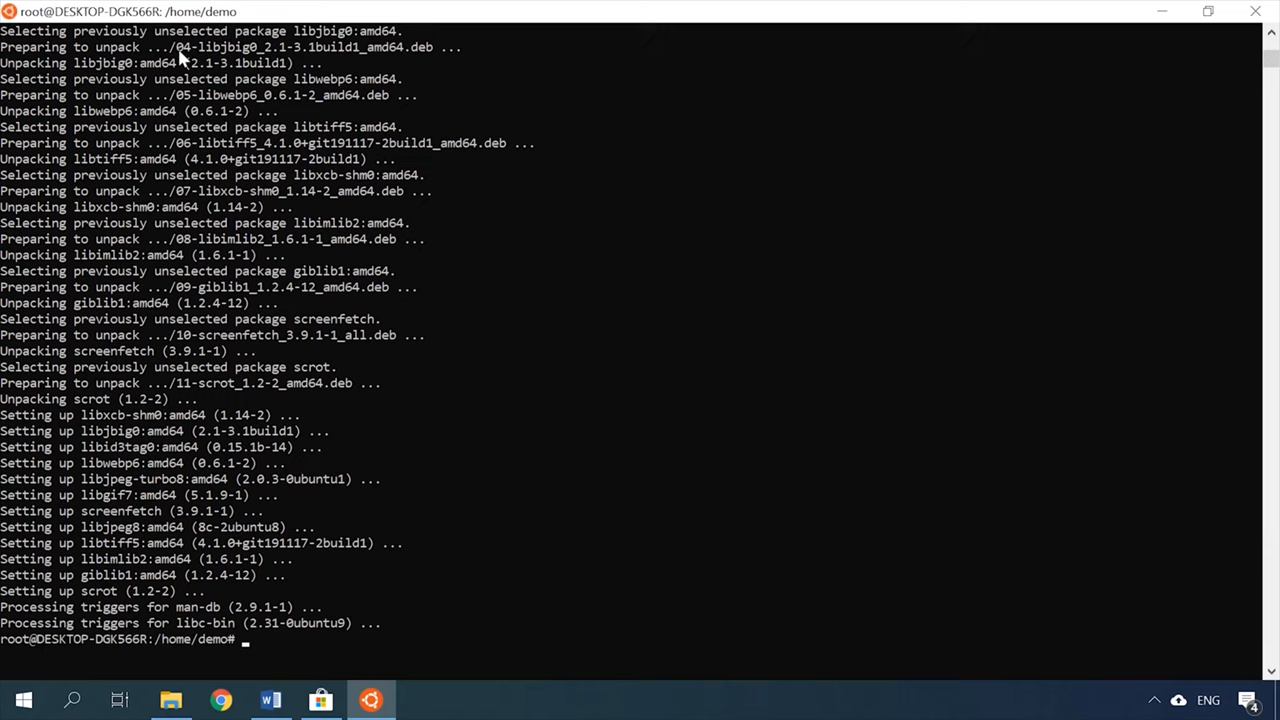 root@DESKTOP-DGK566R: /home/demo
Selecting previously unselected package libjbig0:amd64.
Preparing to unpack .../04-libjbig0_2.1-3.1build1_amd64.deb ...
Unpacking libjbig0:amd64 (2.1-3.1build1) ...
Selecting previously unselected package libwebp6:amd64.
Preparing to unpack .../05-libwebp6_0.6.1-2_amd64.deb ...
Unpacking libwebp6:amd64 (0.6.1-2) ...
Selecting previously unselected package libtiff5:amd64.
Preparing to unpack .../06-libtiff5_4.1.0+git191117-2build1_amd64.deb ...
Unpacking libtiff5:amd64 (4.1.0+git191117-2build1) ...
Selecting previously unselected package libxcb-shm0:amd64.
Preparing to unpack .../07-libxcb-shm0_1.14-2_amd64.deb ...
Unpacking libxcb-shm0:amd64 (1.14-2) ...
Selecting previously unselected package libimlib2:amd64.
Preparing to unpack .../08-libimlib2_1.6.1-1_amd64.deb ...
Unpacking libimlib2:amd64 (1.6.1-1) ...
Selecting previously unselected package giblib1:amd64.
Preparing to unpack .../09-giblib1_1.2.4-12_amd64.deb ...
Unpacking giblib1:amd64 (1.2.4-12) ...
Selecting previously unselected package screenfetch.
Preparing to unpack .../10-screenfetch_3.9.1-1_all.deb ...
Unpacking screenfetch (3.9.1-1) ...
Selecting previously unselected package scrot.
Preparing to unpack .../11-scrot_1.2-2_amd64.deb ...
Unpacking scrot (1.2-2) ...
Setting up libxcb-shm0:amd64 (1.14-2) ...
Setting up libjbig0:amd64 (2.1-3.1build1) ...
Setting up libid3tag0:amd64 (0.15.1b-14) ...
Setting up libwebp6:amd64 (0.6.1-2) ...
Setting up libjpeg-turbo8:amd64 (2.0.3-0ubuntu1) ...
Setting up libgif7:amd64 (5.1.9-1) ...
Setting up screenfetch (3.9.1-1) ...
Setting up libjpeg8:amd64 (8c-2ubuntu8) ...
Setting up libtiff5:amd64 (4.1.0+git191117-2build1) ...
Setting up libimlib2:amd64 (1.6.1-1) ...
Setting up giblib1:amd64 (1.2.4-12) ...
Setting up scrot (1.2-2) ...
Processing triggers for man-db (2.9.1-1) ...
Processing triggers for libc-bin (2.31-0ubuntu9) ...
root@DESKTOP-DGK566R:/home/demo#
ENG
4